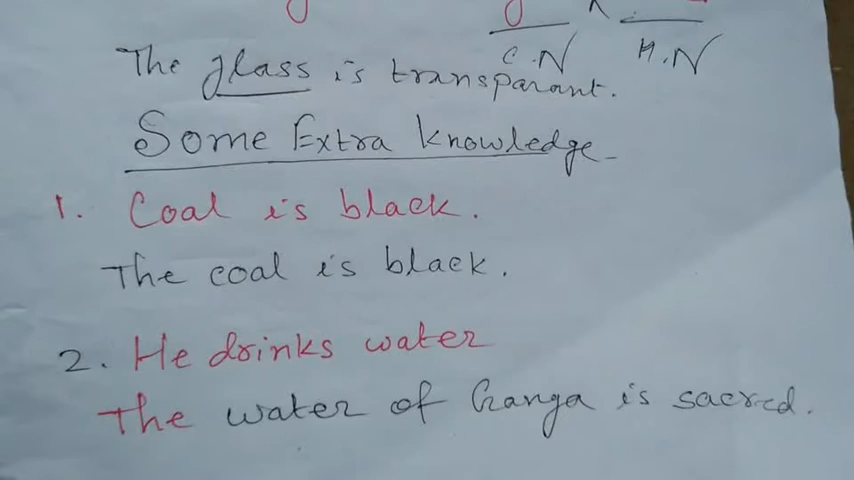 C.N H.N
The glass is transparant.
Some Extra Knowledge
1. Coal is black.
The coal is black.
2. He drinks water
The water of Ganga is sacred.